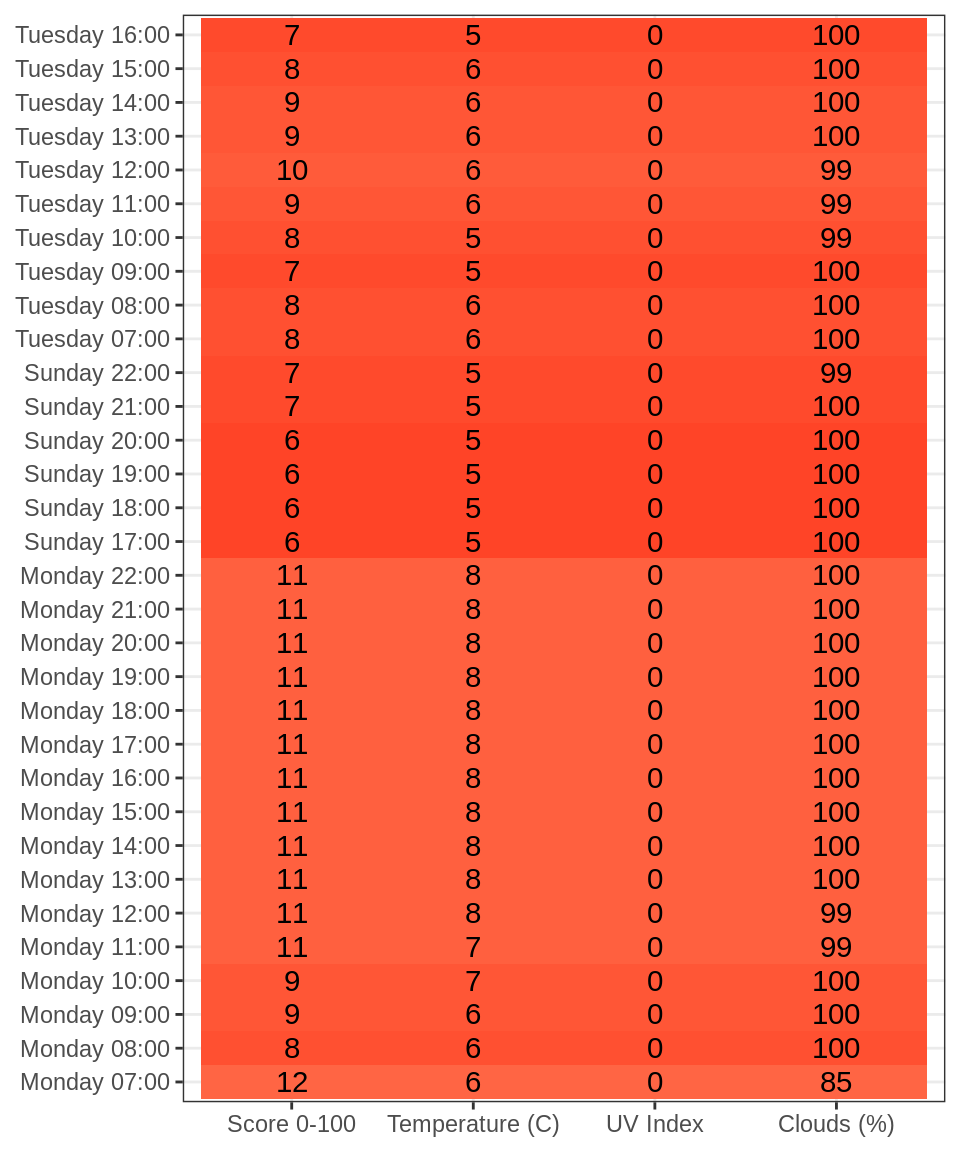 Tuesday 16:00 7 5 0 100
Tuesday 15:00 8 6 0 100
Tuesday 14:00 9 6 0 100
Tuesday 13:00 9 6 0 100
Tuesday 12:00 10 6 0 99
Tuesday 11:00 9 6 0 99
Tuesday 10:00 8 5 0 99
Tuesday 09:00 7 5 0 100
Tuesday 08:00 8 6 0 100
Tuesday 07:00 8 6 0 100
Sunday 22:00 7 5 0 99
Sunday 21:00 7 5 0 100
Sunday 20:00 6 5 0 100
Sunday 19:00 6 5 0 100
Sunday 18:00 6 5 0 100
Sunday 17:00 6 5 0 100
Monday 22:00 11 8 0 100
Monday 21:00 11 8 0 100
Monday 20:00 11 8 0 100
Monday 19:00 11 8 0 100
Monday 18:00 11 8 0 100
Monday 17:00 11 8 0 100
Monday 16:00 11 8 0 100
Monday 15:00 11 8 0 100
Monday 14:00 11 8 0 100
Monday 13:00 11 8 0 100
Monday 12:00 11 8 0 99
Monday 11:00 11 7 0 99
Monday 10:00 9 7 0 100
Monday 09:00 9 6 0 100
Monday 08:00 8 6 0 100
Monday 07:00 12 6 0 85
Score 0-100 Temperature (C) UV Index Clouds (%)